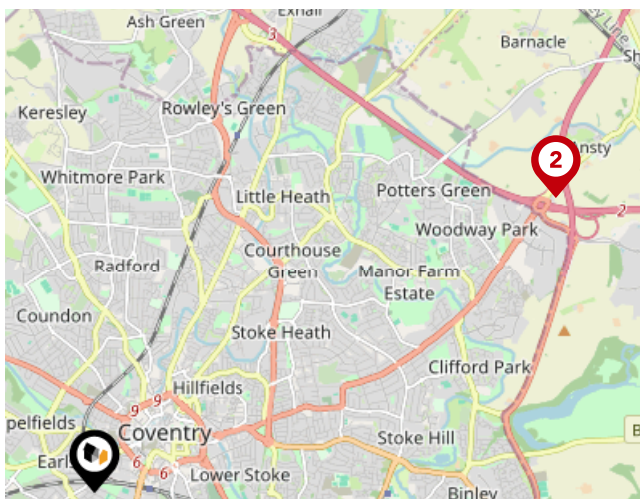 Exhall
Ash Green
3
Barnacle
Keresley
Rowley's Green
2
Ansty
Whitmore Park
Little Heath
Potters Green
2
Woodway Park
Courthouse
Green
Radford
Manor Farm
Estate
Coundon
Stoke Heath
Clifford Park
Hillfields
9
9
Coventry
Stoke Hill
6
6
Lower Stoke
Binley